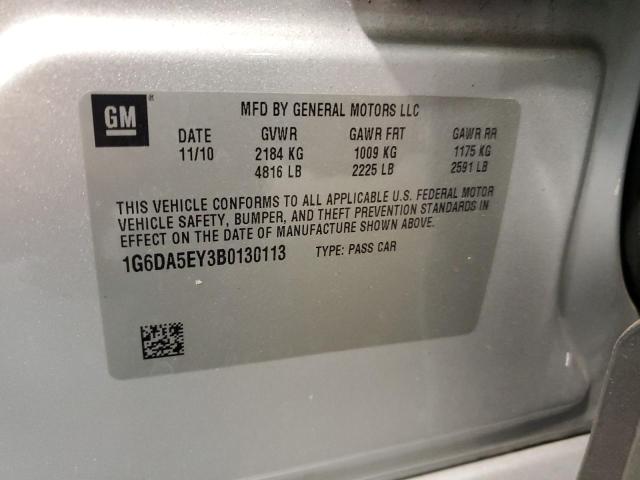 GM
MFD BY GENERAL MOTORS LLC
DATE GVWR GAWR FRT GAWR RR
11/10 2184 KG 1009 KG 1175 KG
4816 LB 2225 LB 2591 LB
THIS VEHICLE CONFORMS TO ALL APPLICABLE U.S. FEDERAL MOTOR
VEHICLE SAFETY, BUMPER, AND THEFT PREVENTION STANDARDS IN
EFFECT ON THE DATE OF MANUFACTURE SHOWN ABOVE.
1G6DA5EY3B0130113 TYPE: PASS CAR